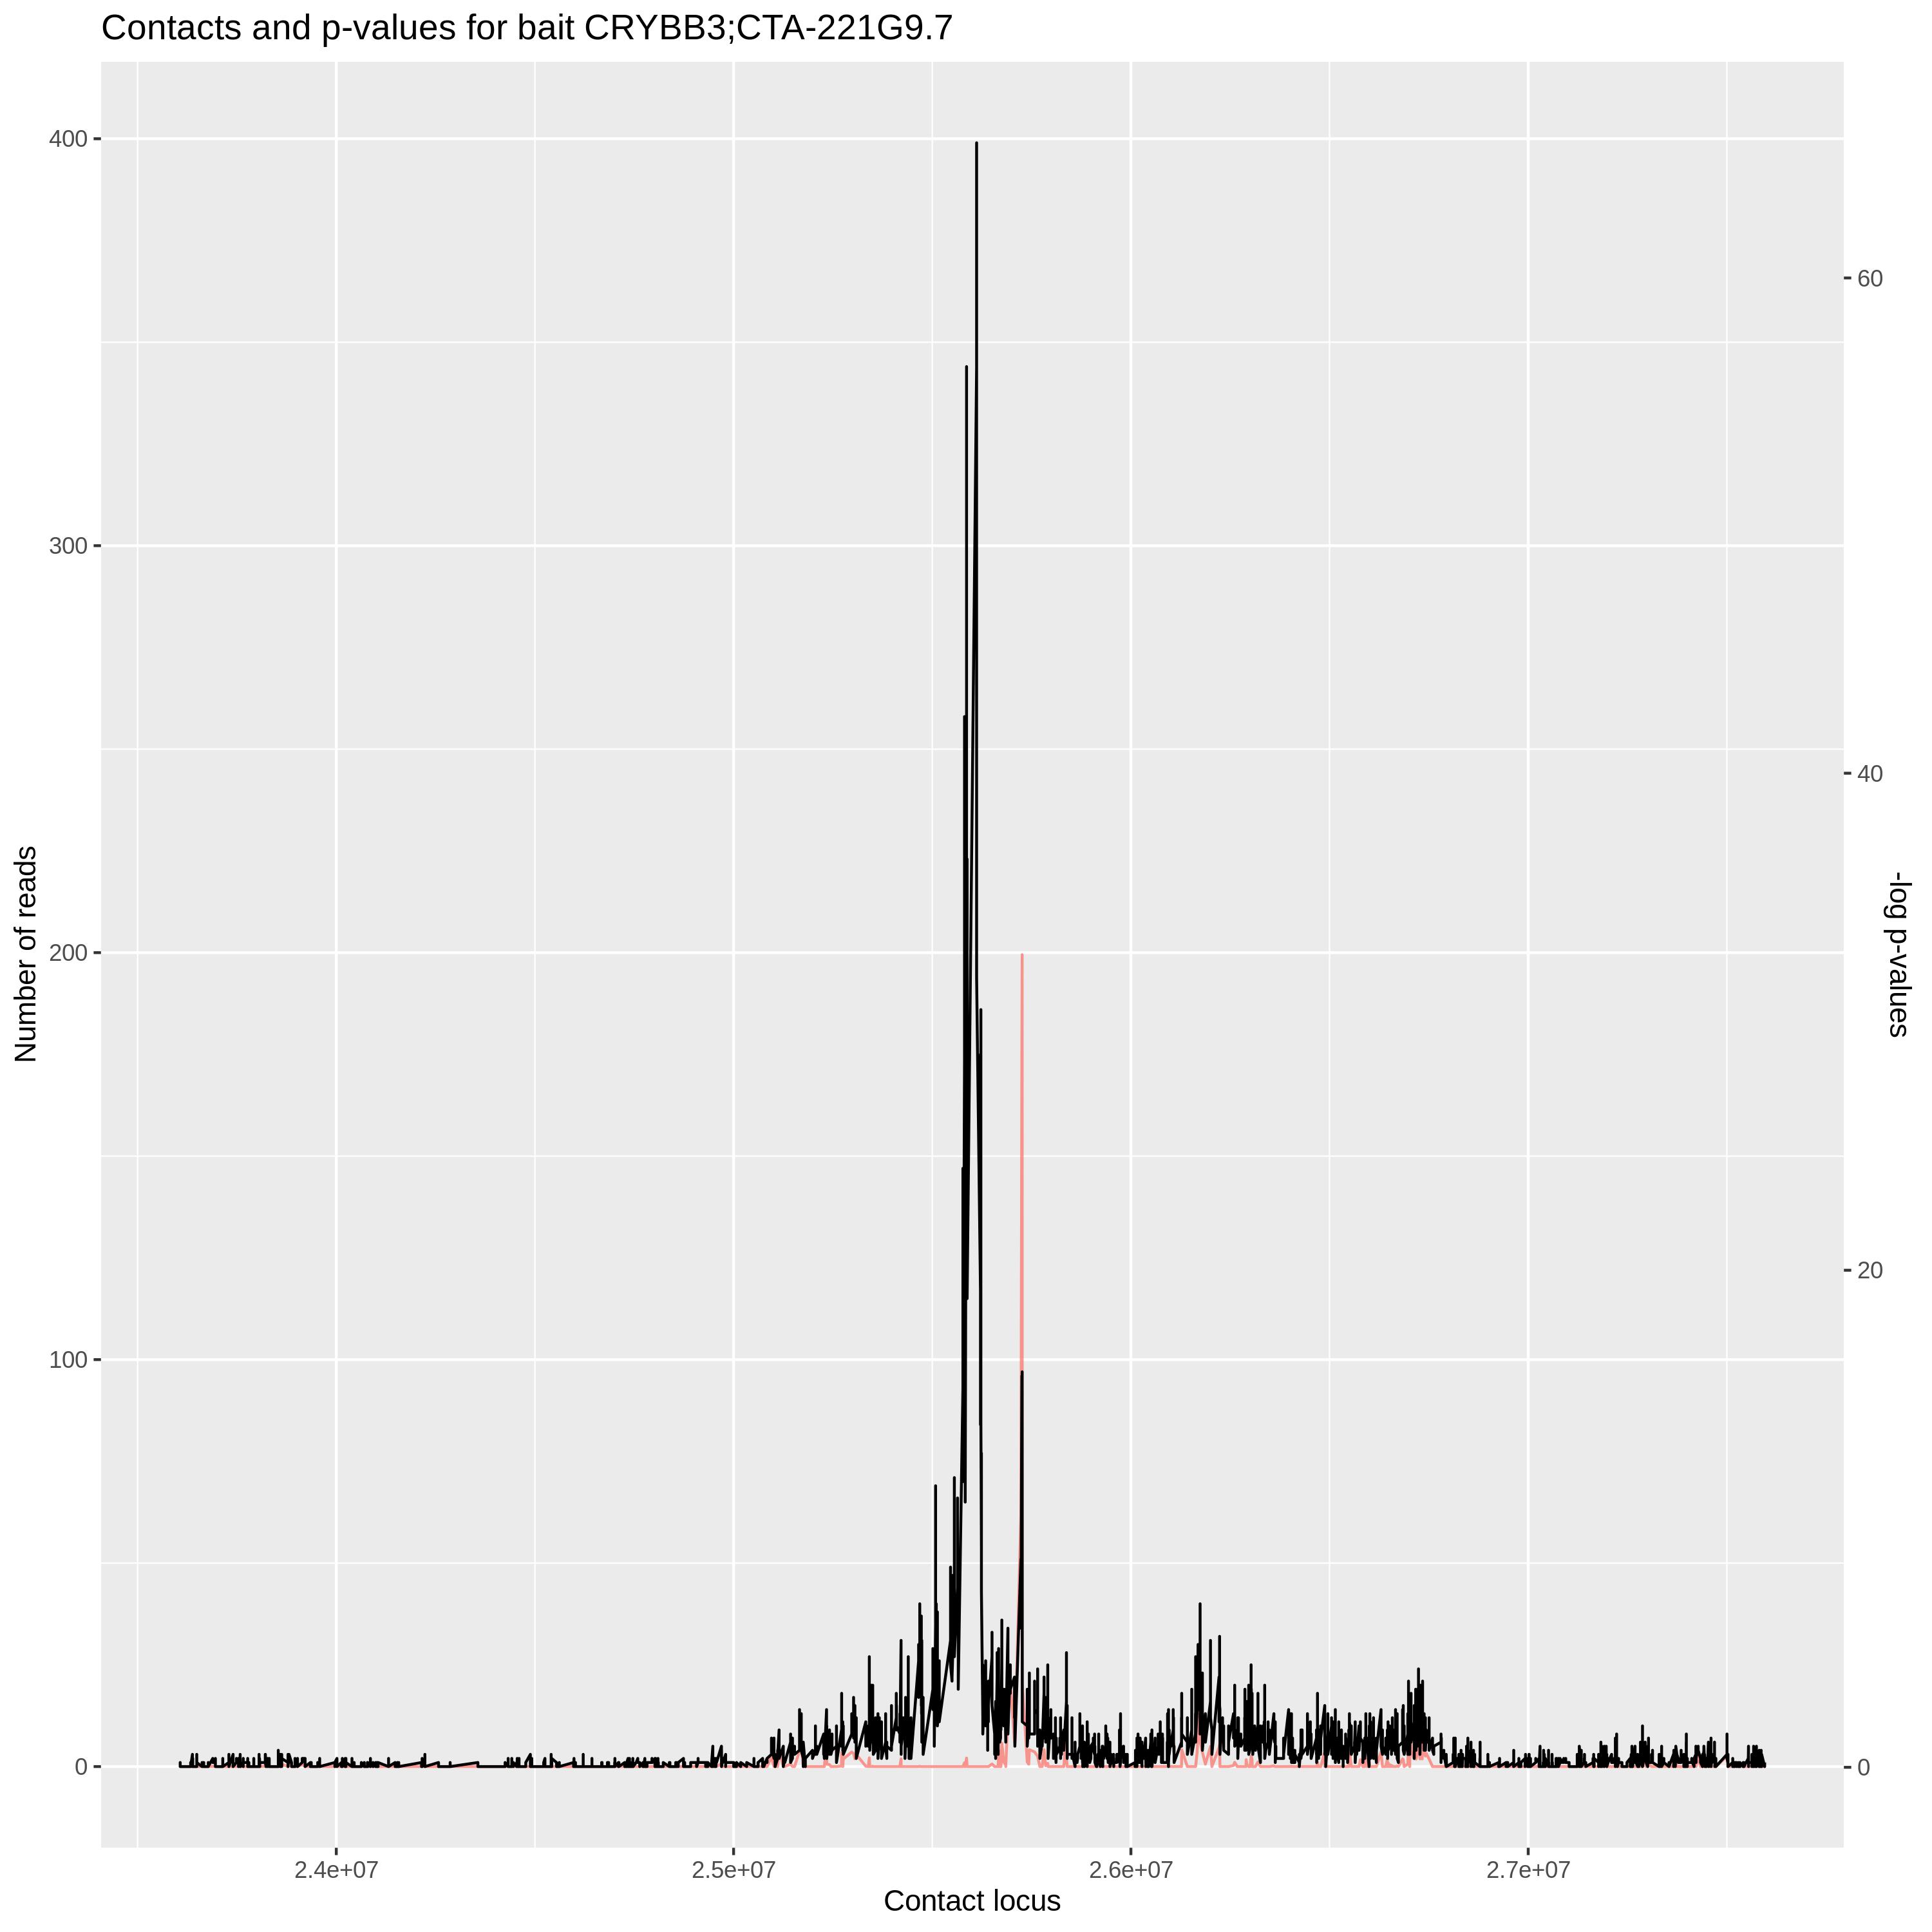 Contacts and p-values for bait CRYBB3;CTA-221G9.7
400
300
200
100
0
Number of reads
60
40
20
0
-log p-values
2.4e+07
2.5e+07
2.6e+07
2.7e+07
Contact locus